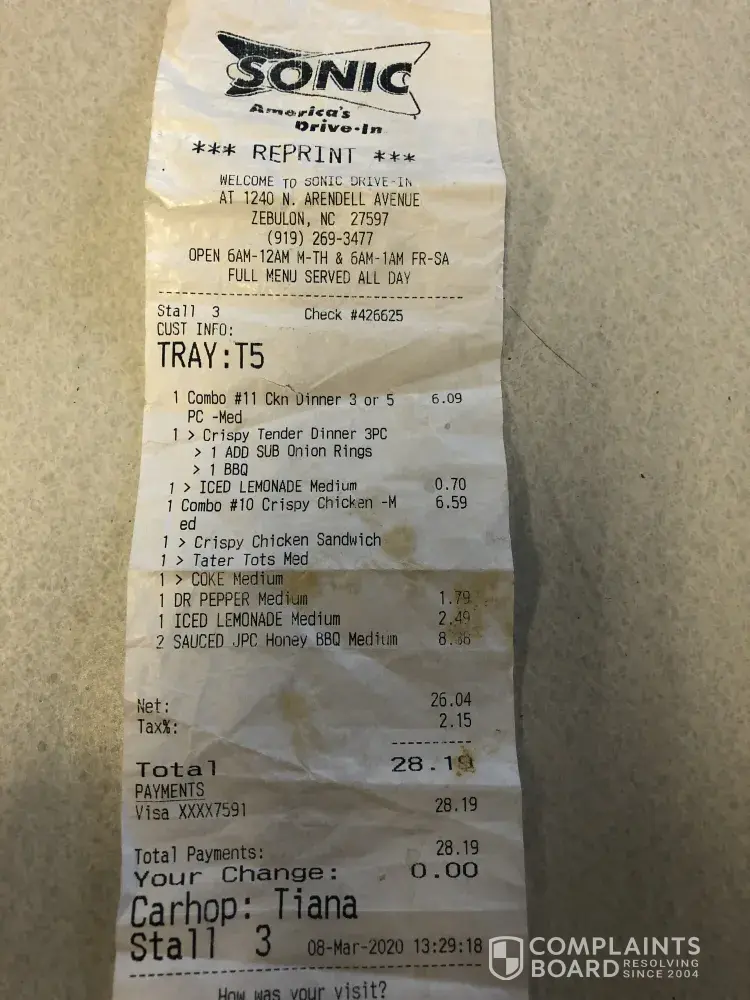 SONIC
America's
Drive-In
*** REPRINT ***
WELCOME TO SONIC DRIVE-IN
AT 1240 N. ARENDELL AVENUE
ZEBULON, NC 27597
(919) 269-3477
OPEN 6AM-12AM M-TH & 6AM-1AM FR-SA
FULL MENU SERVED ALL DAY
Stall 3 Check #426625
CUST INFO:
TRAY:T5
1 Combo #11 Ckn Dinner 3 or 5 6.09
PC -Med
1 > Crispy Tender Dinner 3PC
> 1 ADD SUB Onion Rings
> 1 BBQ
1 > ICED LEMONADE Medium 0.70
1 Combo #10 Crispy Chicken -M 6.59
ed
1 > Crispy Chicken Sandwich
1 > Tater Tots Med
1 > COKE Medium
1 DR PEPPER Medium 1.79
1 ICED LEMONADE Medium 2.49
2 SAUCED JPC Honey BBQ Medium
Net: 26.04
Tax%: 2.15
Total 28.19
PAYMENTS
Visa XXXX7591 28.19
Total Payments: 28.19
Your Change: 0.00
Carhop: Tiana
Stall 3 08-Mar-2020 13:29:18
How was your visit?
COMPLAINTS
BOARD RESOLVING
SINCE 2004